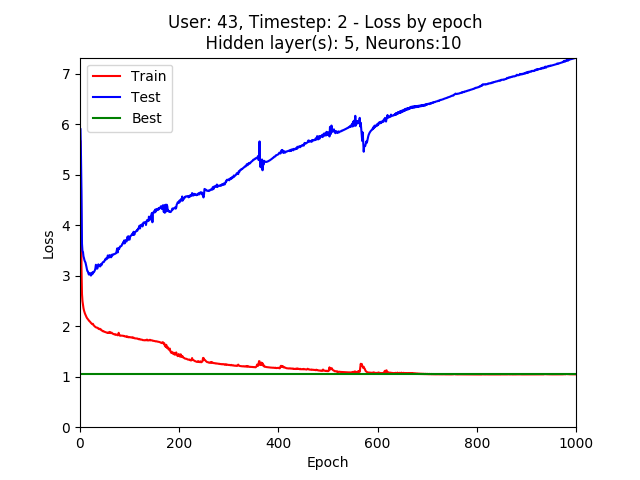 User: 43, Timestep: 2 - Loss by epoch
Hidden layer(s): 5, Neurons:10
Train
Test
Best
7
6
5
4
3
2
1
0
Loss
0
200
400
600
800
1000
Epoch